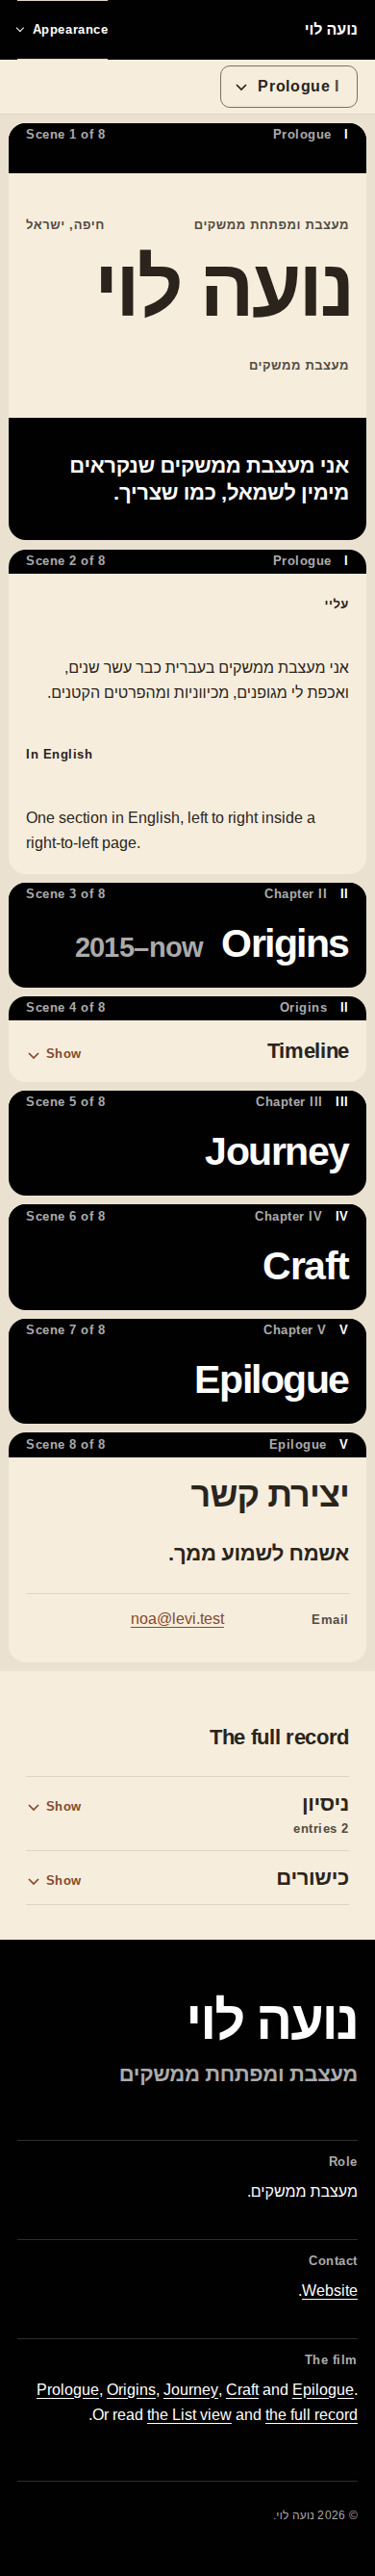 נועה לוי
Appearance
I Prologue
I Prologue
Scene 1 of 8
מעצבת ומפתחת ממשקים
חיפה, ישראל
נועה לוי
מעצבת ממשקים
אני מעצבת ממשקים שנקראים
מימין לשמאל, כמו שצריך.
I Prologue
Scene 2 of 8
עליי
אני מעצבת ממשקים בעברית כבר עשר שנים,
ואכפת לי מגופנים, מכיווניות ומהפרטים הקטנים.
In English
One section in English, left to right inside a
right-to-left page.
II Chapter II
Scene 3 of 8
Origins 2015–now
II Origins
Scene 4 of 8
Timeline
Show
III Chapter III
Scene 5 of 8
Journey
IV Chapter IV
Scene 6 of 8
Craft
V Chapter V
Scene 7 of 8
Epilogue
V Epilogue
Scene 8 of 8
יצירת קשר
אשמח לשמוע ממך.
Email
noa@levi.test
The full record
ניסיון
Show
entries 2
כישורים
Show
נועה לוי
מעצבת ומפתחת ממשקים
Role
מעצבת ממשקים.
Contact
Website.
The film
Prologue, Origins, Journey, Craft and Epilogue.
Or read the List view and the full record.
© 2026 נועה לוי.